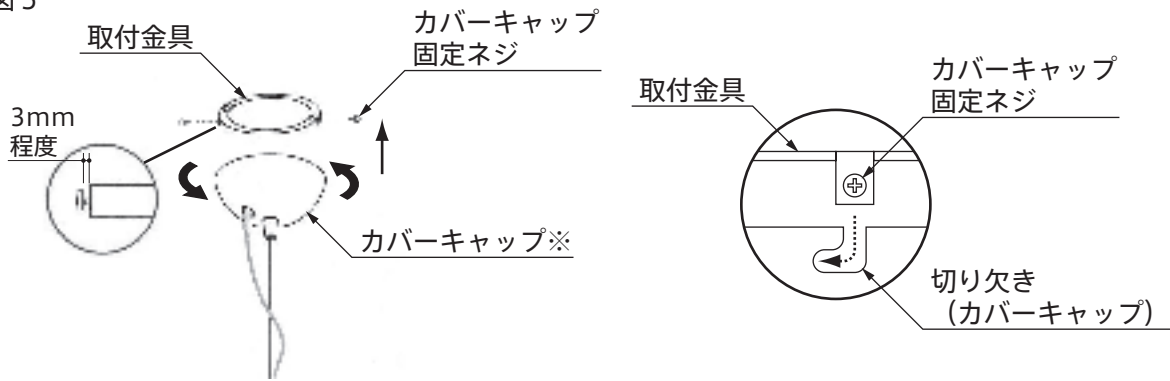 図5
取付金具
カバーキャップ
固定ネジ
3mm
程度
カバーキャップ※
取付金具
カバーキャップ
固定ネジ
切り欠き
（カバーキャップ）